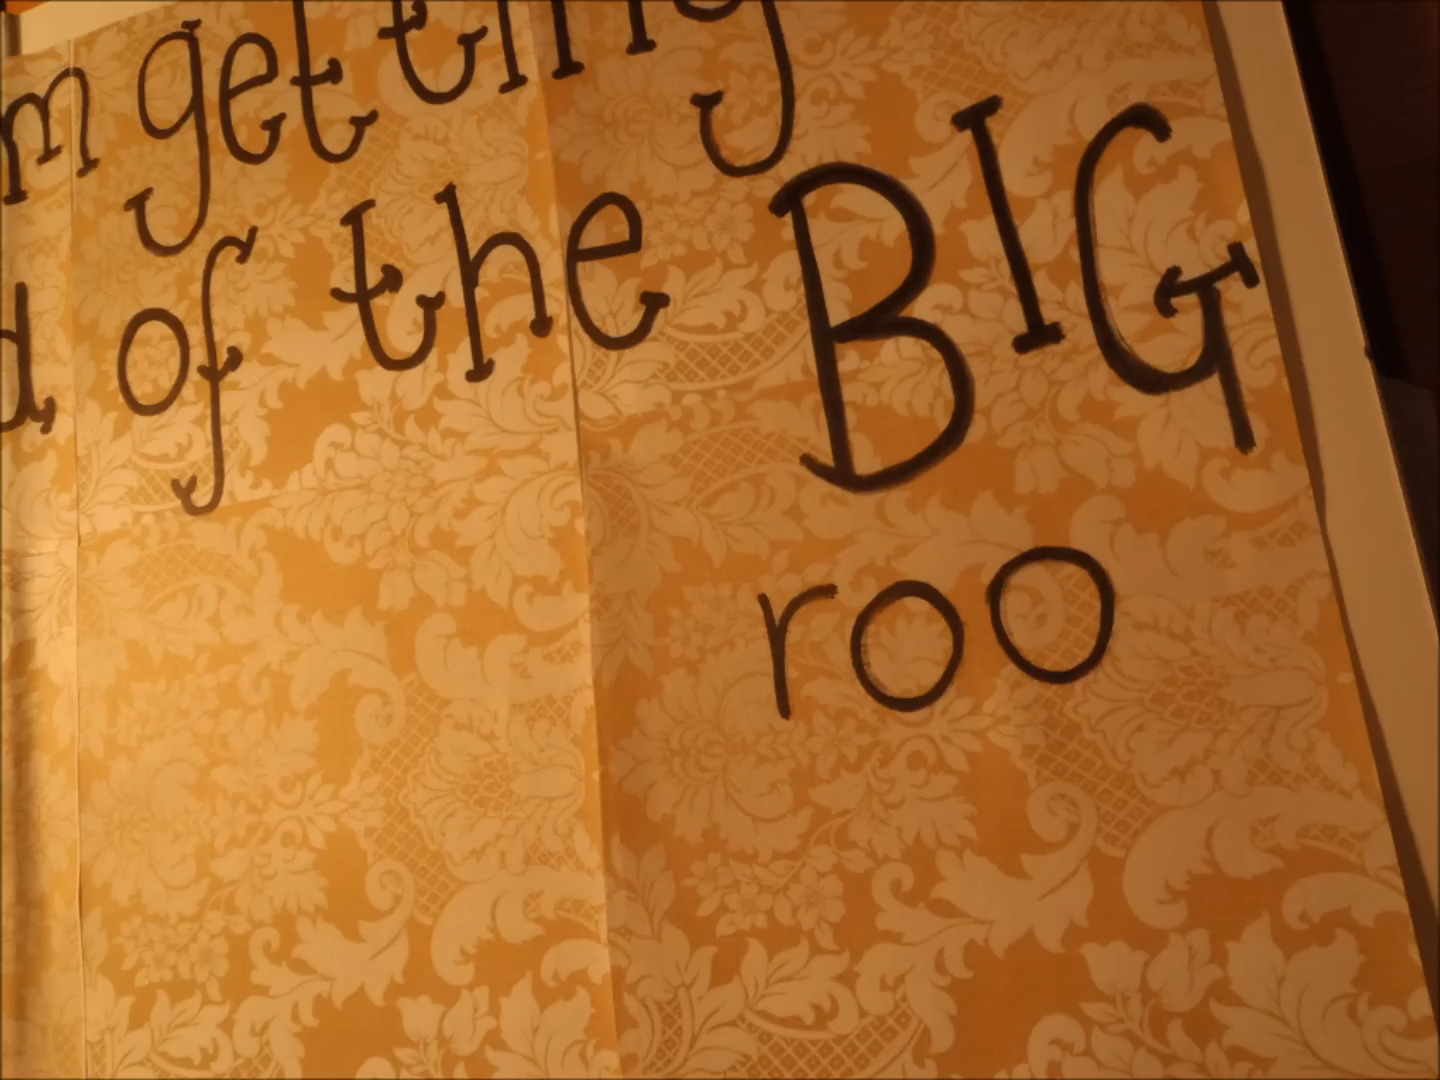 m getting
d, of the BIG
roo